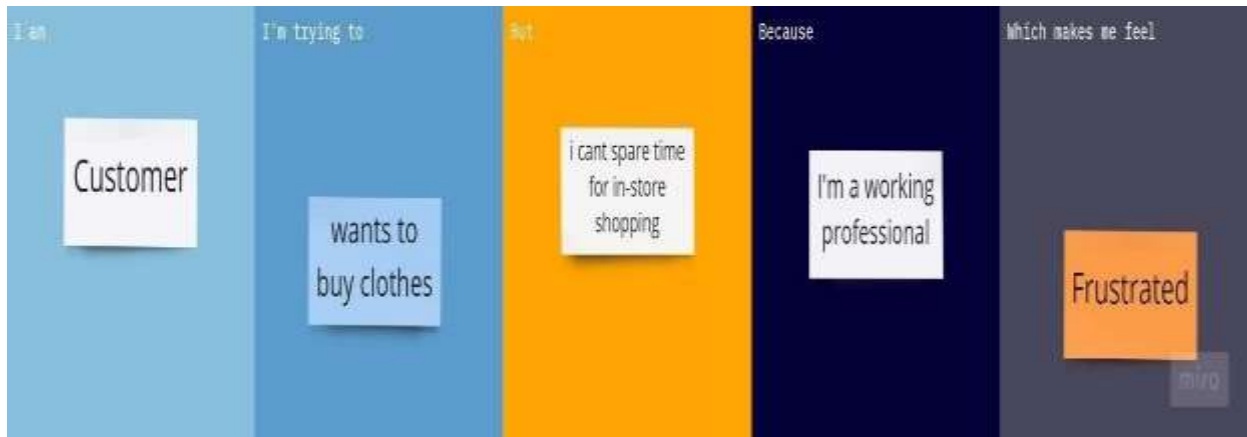 I am
Customer
I'm trying to
wants to
buy clothes
But
i cant spare time
for in-store
shopping
Because
I'm a working
professional
Which makes me feel
Frustrated
miro